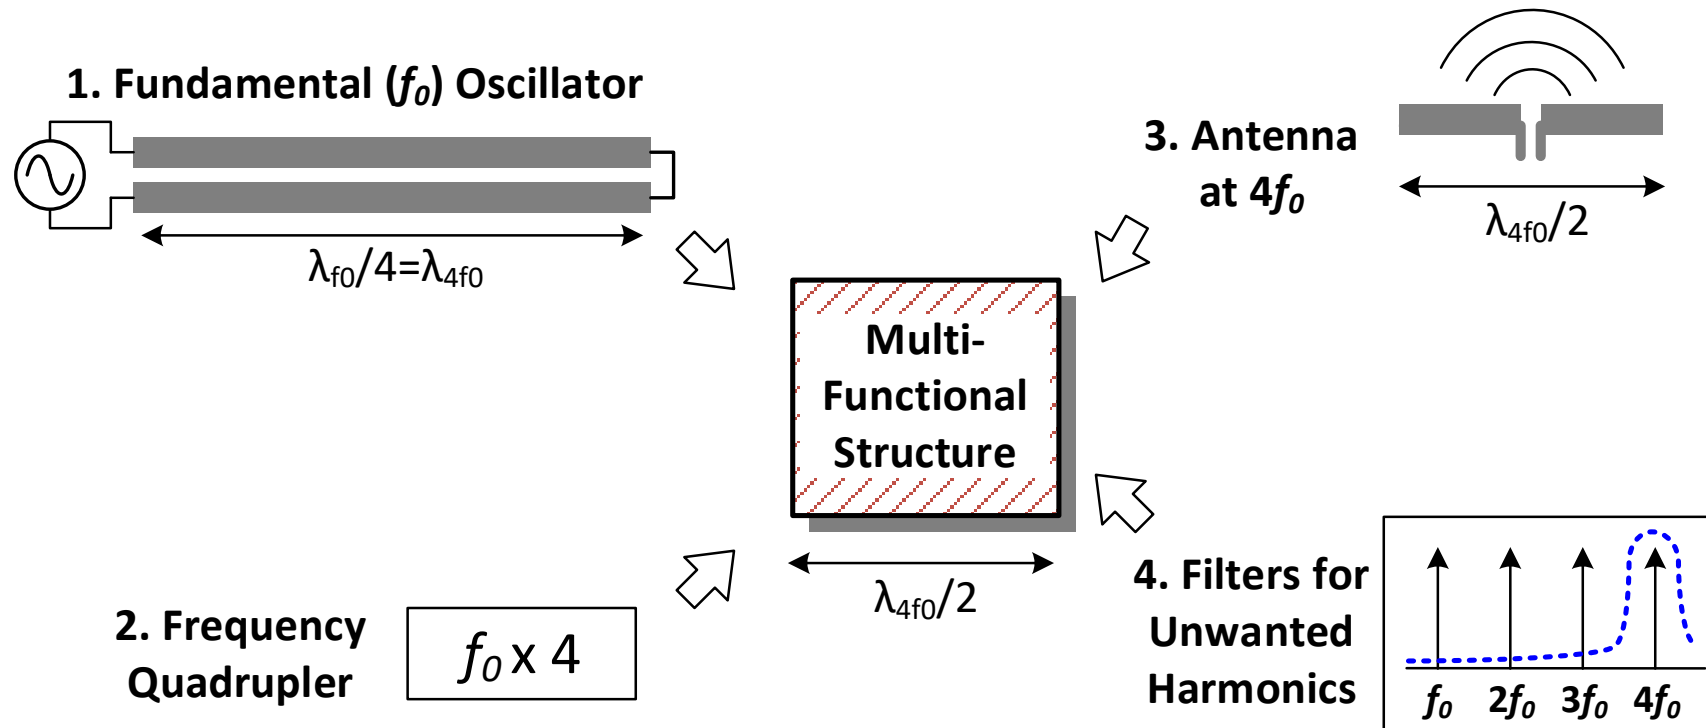 1. Fundamental (f₀) Oscillator
λf0/4=λ4f0
2. Frequency
Quadrupler
f₀ x 4
3. Antenna
at 4f₀
λ4f0/2
Multi-
Functional
Structure
λ4f0/2
4. Filters for
Unwanted
Harmonics
f₀ 2f₀ 3f₀ 4f₀